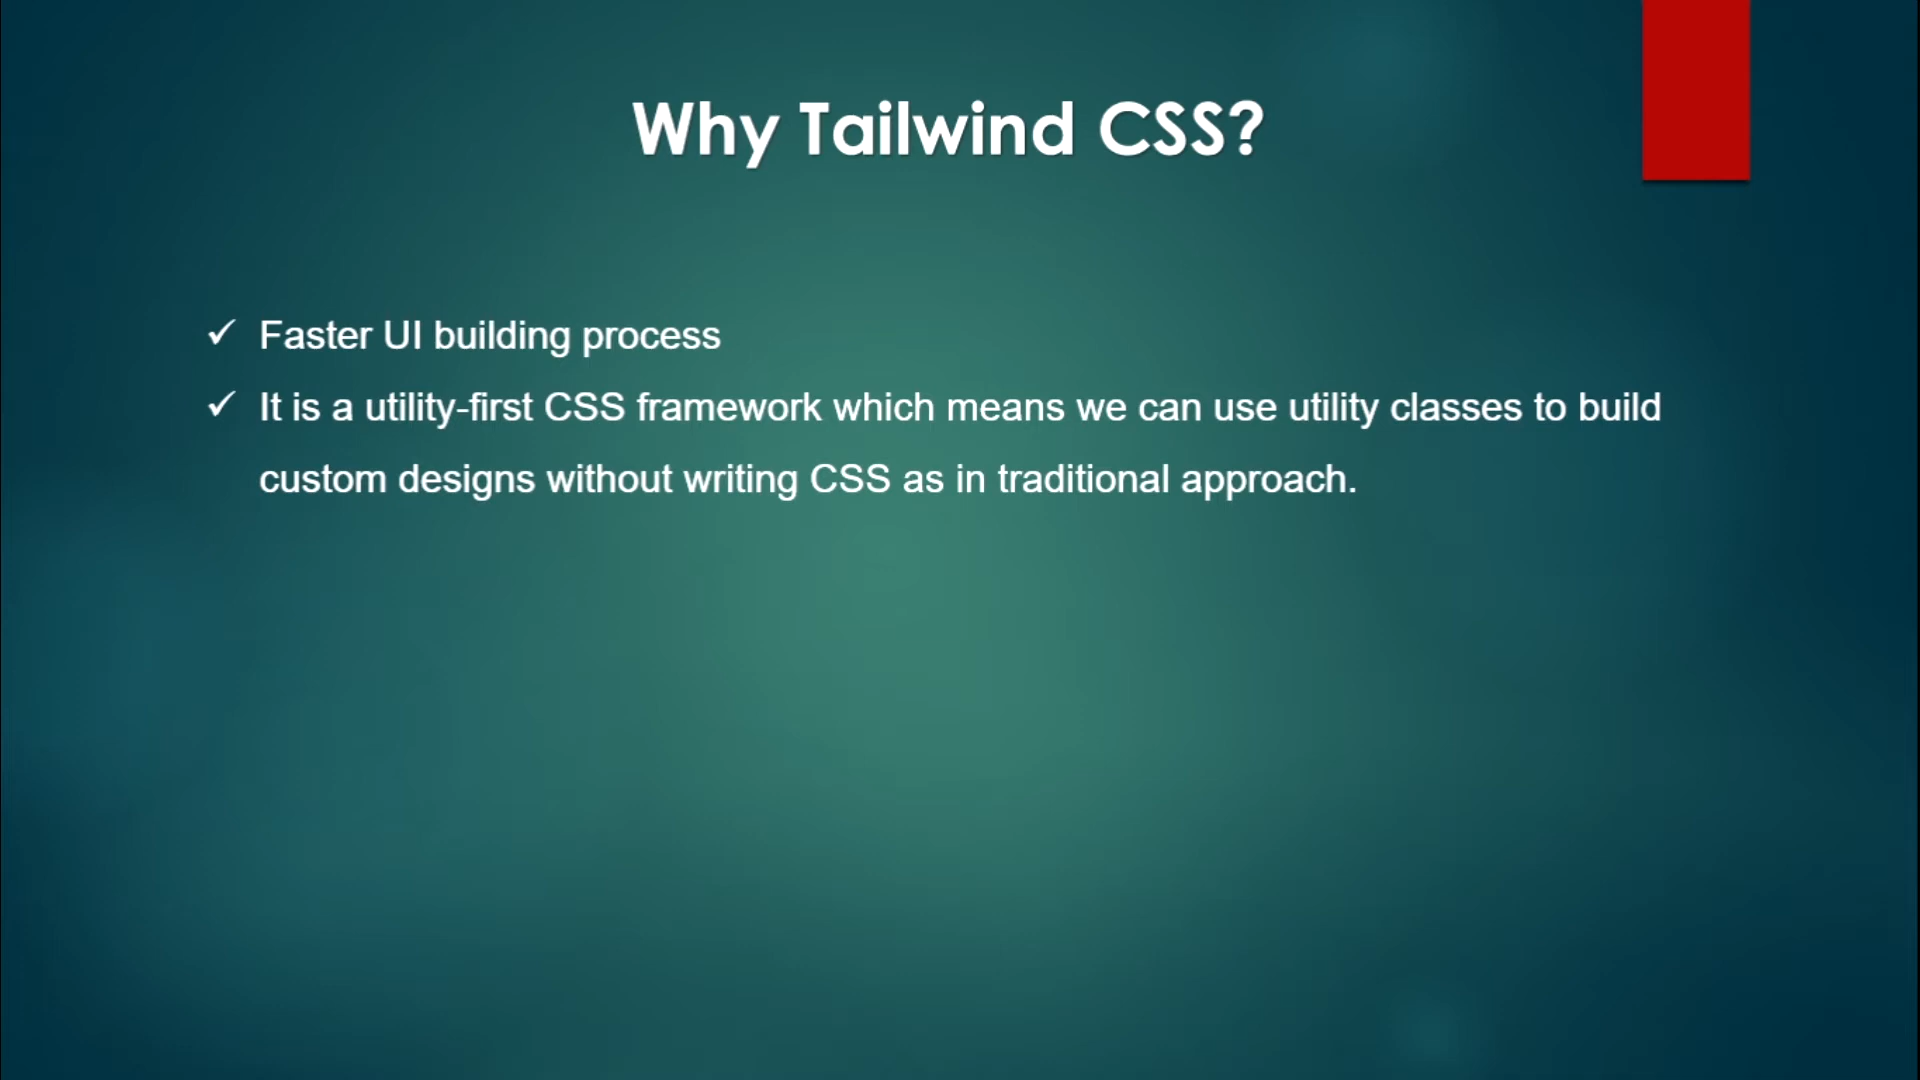 Why Tailwind CSS?
✓ Faster UI building process
✓ It is a utility-first CSS framework which means we can use utility classes to build
custom designs without writing CSS as in traditional approach.